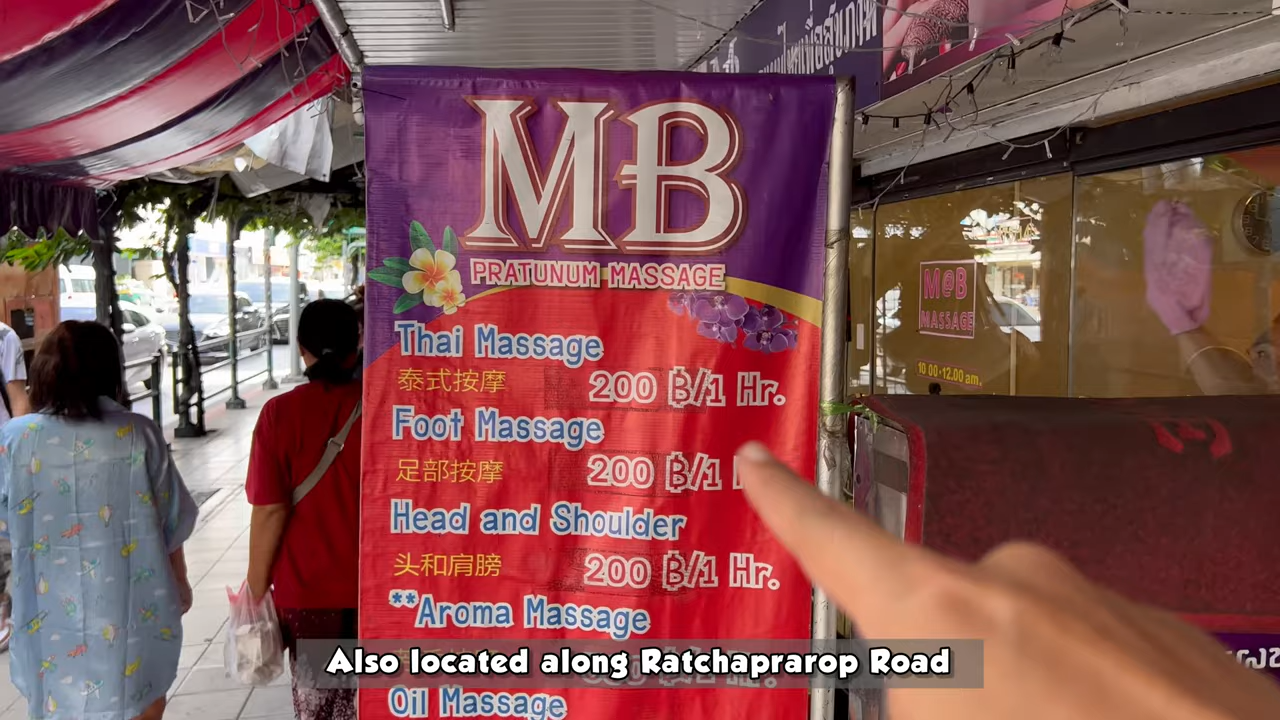 MB
PRATUNUM MASSAGE
Thai Massage
泰式按摩
200 ฿/1 Hr.
Foot Massage
足部按摩
200 ฿/1
Head and Shoulder
头和肩膀
200 ฿/1 Hr.
**Aroma Massage
Oil Massage
M@B
MASSAGE
10.00-12.00 am.
Also located along Ratchaprarop Road